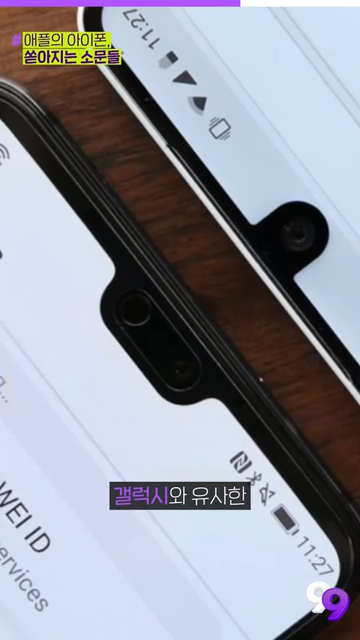 #애플의 아이폰,,
쏟아지는 소문들
11:27
갤럭시와 유사한
WEI ID
ervices
11:27
99